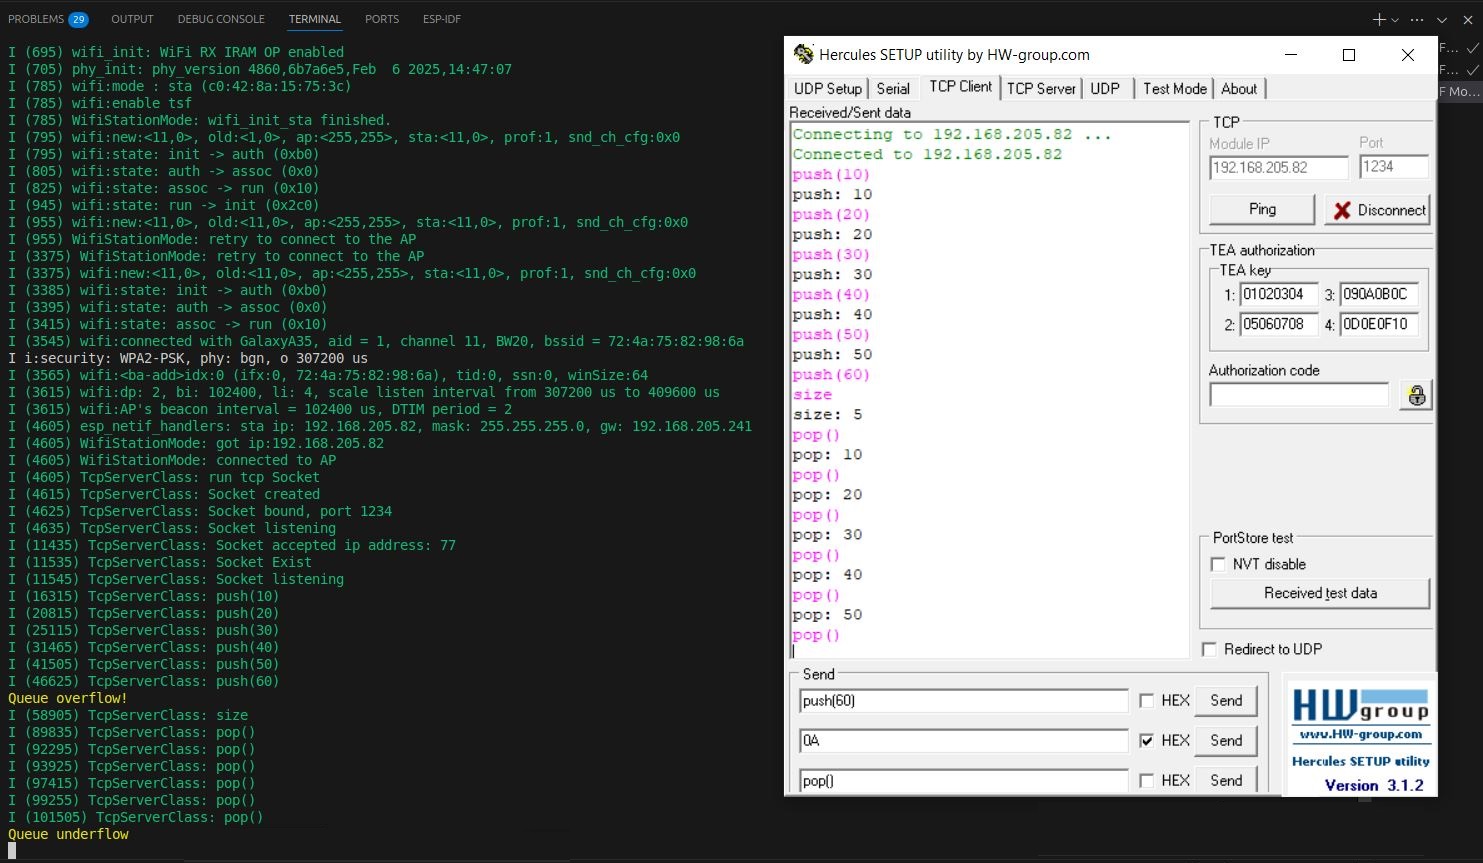 PROBLEMS 29 OUTPUT DEBUG CONSOLE TERMINAL PORTS ESP-IDF
I (695) wifi_init: WiFi RX IRAM OP enabled
I (705) phy_init: phy_version 4860,6b7a6e5,Feb  6 2025,14:47:07
I (785) wifi:mode : sta (c0:42:8a:15:75:3c)
I (785) wifi:enable tsf
I (785) WifiStationMode: wifi_init_sta finished.
I (795) wifi:new:<11,0>, old:<1,0>, ap:<255,255>, sta:<11,0>, prof:1, snd_ch_cfg:0x0
I (795) wifi:state: init -> auth (0xb0)
I (805) wifi:state: auth -> assoc (0x0)
I (825) wifi:state: assoc -> run (0x10)
I (945) wifi:state: run -> init (0x2c0)
I (955) wifi:new:<11,0>, old:<11,0>, ap:<255,255>, sta:<11,0>, prof:1, snd_ch_cfg:0x0
I (955) WifiStationMode: retry to connect to the AP
I (3375) WifiStationMode: retry to connect to the AP
I (3375) wifi:new:<11,0>, old:<11,0>, ap:<255,255>, sta:<11,0>, prof:1, snd_ch_cfg:0x0
I (3385) wifi:state: init -> auth (0xb0)
I (3395) wifi:state: auth -> assoc (0x0)
I (3415) wifi:state: assoc -> run (0x10)
I (3545) wifi:connected with GalaxyA35, aid = 1, channel 11, BW20, bssid = 72:4a:75:82:98:6a
I i:security: WPA2-PSK, phy: bgn, o 307200 us
I (3565) wifi:<ba-add>idx:0 (ifx:0, 72:4a:75:82:98:6a), tid:0, ssn:0, winSize:64
I (3615) wifi:dp: 2, bi: 102400, li: 4, scale listen interval from 307200 us to 409600 us
I (3615) wifi:AP's beacon interval = 102400 us, DTIM period = 2
I (4605) esp_netif_handlers: sta ip: 192.168.205.82, mask: 255.255.255.0, gw: 192.168.205.241
I (4605) WifiStationMode: got ip:192.168.205.82
I (4605) WifiStationMode: connected to AP
I (4605) TcpServerClass: run tcp Socket
I (4615) TcpServerClass: Socket created
I (4625) TcpServerClass: Socket bound, port 1234
I (4635) TcpServerClass: Socket listening
I (11435) TcpServerClass: Socket accepted ip address: 77
I (11535) TcpServerClass: Socket Exist
I (11545) TcpServerClass: Socket listening
I (16315) TcpServerClass: push(10)
I (20815) TcpServerClass: push(20)
I (25115) TcpServerClass: push(30)
I (31465) TcpServerClass: push(40)
I (41505) TcpServerClass: push(50)
I (46625) TcpServerClass: push(60)
Queue overflow!
I (58905) TcpServerClass: size
I (89835) TcpServerClass: pop()
I (92295) TcpServerClass: pop()
I (93925) TcpServerClass: pop()
I (97415) TcpServerClass: pop()
I (99255) TcpServerClass: pop()
I (101505) TcpServerClass: pop()
Queue underflow
F...
F...
F Mo...
Hercules SETUP utility by HW-group.com
UDP Setup Serial TCP Client TCP Server UDP Test Mode About
Received/Sent data
Connecting to 192.168.205.82 ...
Connected to 192.168.205.82
push(10)
push: 10
push(20)
push: 20
push(30)
push: 30
push(40)
push: 40
push(50)
push: 50
push(60)
size
size: 5
pop()
pop: 10
pop()
pop: 20
pop()
pop: 30
pop()
pop: 40
pop()
pop: 50
pop()
TCP
Module IP Port
192.168.205.82 1234
Ping Disconnect
TEA authorization
TEA key
1: 01020304 3: 090A0B0C
2: 05060708 4: 0D0E0F10
Authorization code
PortStore test
NVT disable
Received test data
Redirect to UDP
Send
push(60) HEX Send
0A HEX Send
pop() HEX Send
HWgroup
www.HW-group.com
Hercules SETUP utility
Version 3.1.2